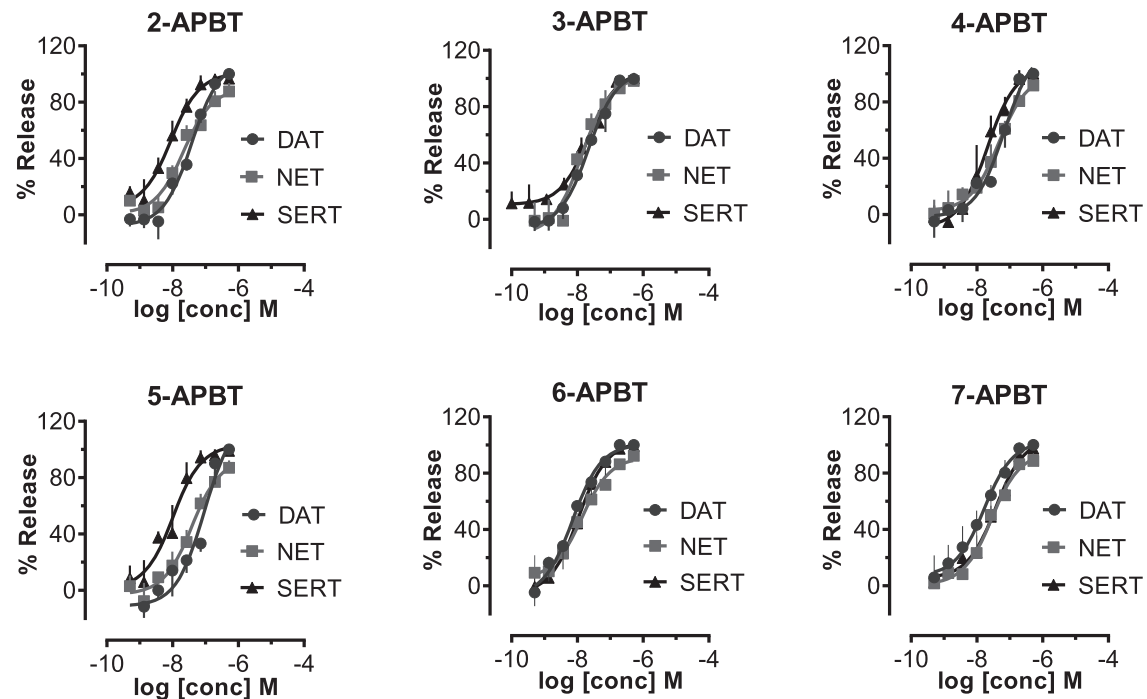 2-APBT
120
80
40
0
% Release
DAT
NET
SERT
-10 -8 -6 -4
log [conc] M
3-APBT
120
80
40
0
% Release
DAT
NET
SERT
-10 -8 -6 -4
log [conc] M
4-APBT
120
80
40
0
% Release
DAT
NET
SERT
-10 -8 -6 -4
log [conc] M
5-APBT
120
80
40
0
% Release
DAT
NET
SERT
-10 -8 -6 -4
log [conc] M
6-APBT
120
80
40
0
% Release
DAT
NET
SERT
-10 -8 -6 -4
log [conc] M
7-APBT
120
80
40
0
% Release
DAT
NET
SERT
-10 -8 -6 -4
log [conc] M